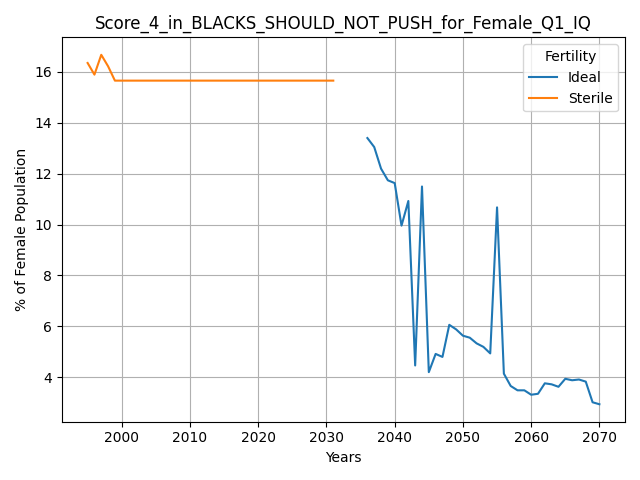 Score_4_in_BLACKS_SHOULD_NOT_PUSH_for_Female_Q1_IQ
Fertility
Ideal
Sterile
% of Female Population
16
14
12
10
8
6
4
2000 2010 2020 2030 2040 2050 2060 2070
Years